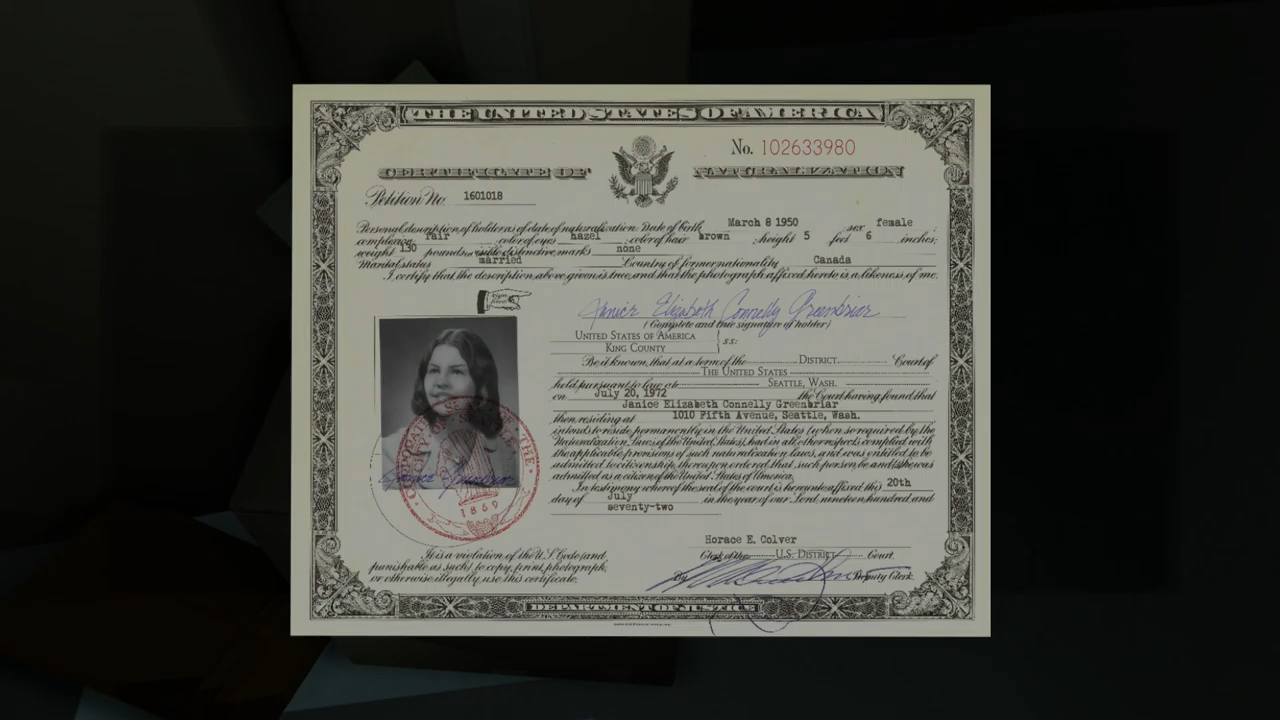 THE UNITED STATES OF AMERICA
No. 102633980
CERTIFICATE OF NATURALIZATION
Petition No. 1601018
Personal description of holder as of date of naturalization: Date of birth March 8 1950 sex female
complexion fair color of eyes hazel color of hair brown height 5 feet 6 inches;
weight 130 pounds; visible distinctive marks none
Marital status married Country of former nationality Canada
I certify that the description above given is true, and that the photograph affixed hereto is a likeness of me.
Sign here
Janice Elizabeth Connelly Greenbriar
(Complete and true signature of holder)
UNITED STATES OF AMERICA
KING COUNTY
ss:
Be it known, that at a term of the DISTRICT Court of
THE UNITED STATES
held pursuant to law at SEATTLE, WASH.
on July 20, 1972 the Court having found that
Janice Elizabeth Connelly Greenbriar
then residing at 1010 Fifth Avenue, Seattle, Wash.
intends to reside permanently in the United States (when so required by the
Naturalization Laws of the United States), had in all other respects complied with
the applicable provisions of such naturalization laws, and was entitled to be
admitted to citizenship, thereupon ordered that such person be and (s)he was
admitted as a citizen of the United States of America.
In testimony whereof the seal of the court is hereunto affixed this 20th
day of July in the year of our Lord nineteen hundred and
seventy-two
1869
Horace E. Colver
Clerk of the U.S. DISTRICT Court.
By Deputy Clerk.
It is a violation of the U.S. Code (and
punishable as such) to copy, print, photograph,
or otherwise illegally use this certificate.
DEPARTMENT OF JUSTICE